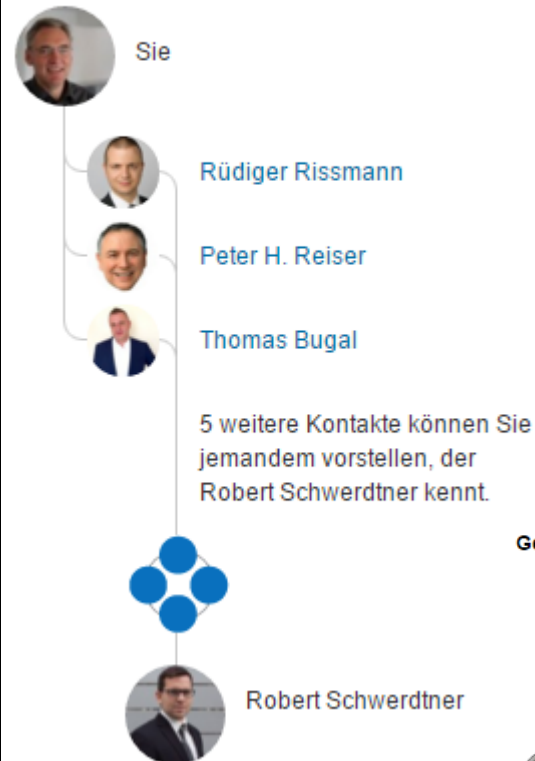 Sie
Rüdiger Rissmann
Peter H. Reiser
Thomas Bugal
5 weitere Kontakte können Sie
jemandem vorstellen, der
Robert Schwerdtner kennt.
Robert Schwerdtner